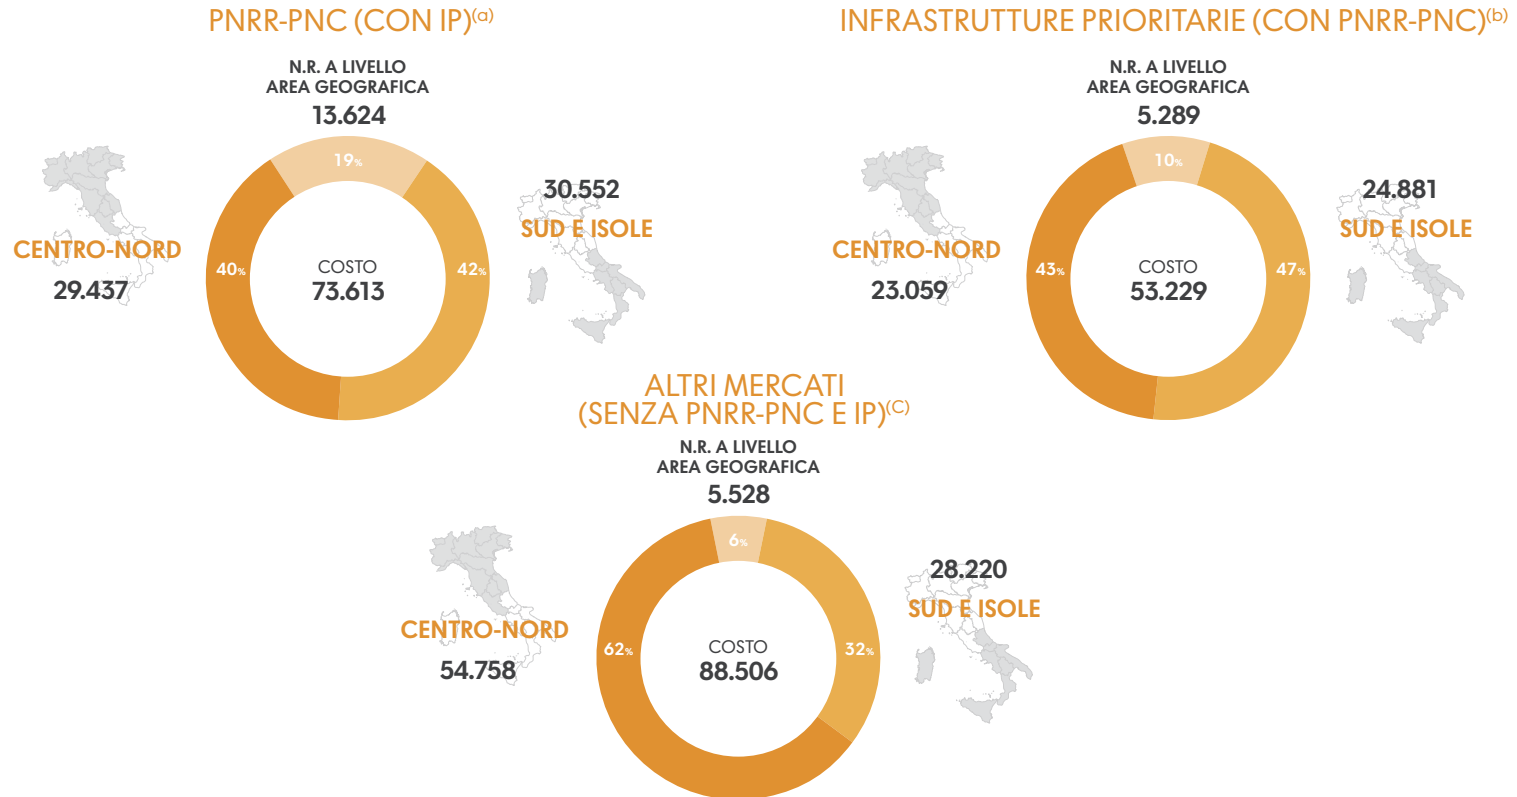 PNRR-PNC (CON IP)(a)
N.R. A LIVELLO
AREA GEOGRAFICA
13.624
19%
CENTRO-NORD
29.437
40%
COSTO
73.613
42%
30.552
SUD E ISOLE
INFRASTRUTTURE PRIORITARIE (CON PNRR-PNC)(b)
N.R. A LIVELLO
AREA GEOGRAFICA
5.289
10%
CENTRO-NORD
23.059
43%
COSTO
53.229
47%
24.881
SUD E ISOLE
ALTRI MERCATI
(SENZA PNRR-PNC E IP)(C)
N.R. A LIVELLO
AREA GEOGRAFICA
5.528
6%
CENTRO-NORD
54.758
62%
COSTO
88.506
32%
28.220
SUD E ISOLE